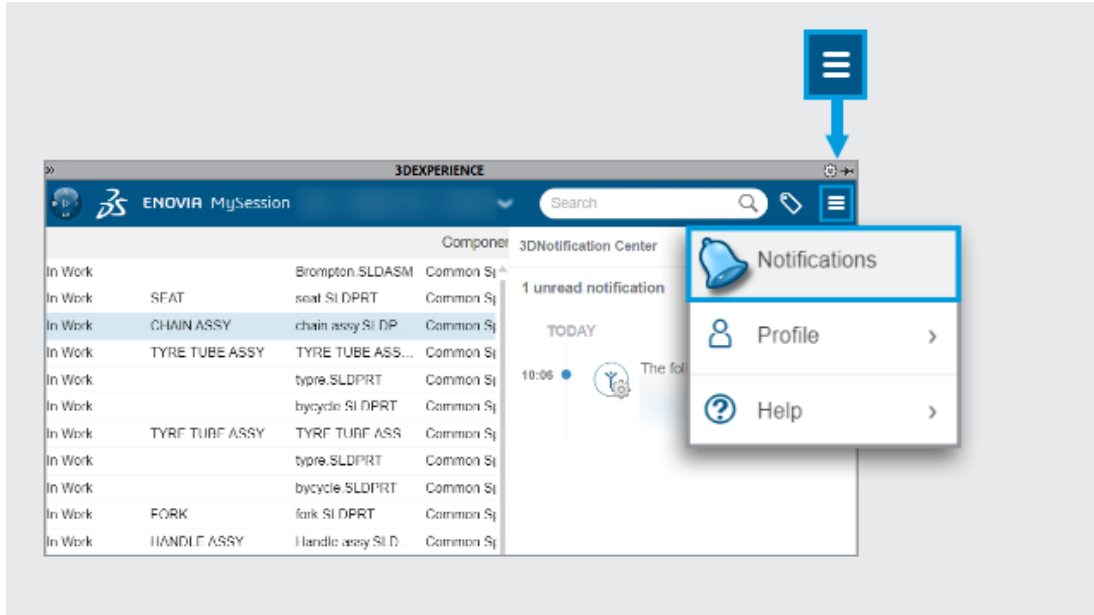 3DEXPERIENCE
ENOVIA MySession
Search
Componen
In Work Brompton.SLDASM Common Sp
In Work SEAT seat.SLDPRT Common Sp
In Work CHAIN ASSY chain assy.SLDP... Common Sp
In Work TYRE TUBE ASSY TYRE TUBE ASS... Common Sp
In Work typre.SLDPRT Common Sp
In Work bycycle.SLDPRT Common Sp
In Work TYRE TUBE ASSY TYRE TUBE ASS... Common Sp
In Work typre.SLDPRT Common Sp
In Work bycycle.SLDPRT Common Sp
In Work FORK fork.SLDPRT Common Sp
In Work HANDLE ASSY Handle assy.SLD... Common Sp
3DNotification Center
1 unread notification
TODAY
10:06
The foll
Notifications
Profile
Help